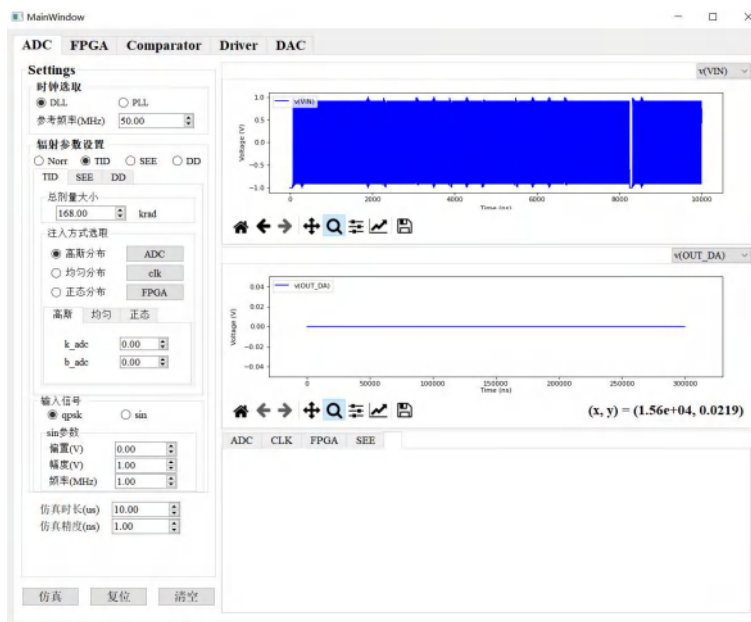 MainWindow
ADC FPGA Comparator Driver DAC
Settings
时钟选取
DLL PLL
参考频率(MHz) 50.00
辐射参数设置
Norr TID SEE DD
TID SEE DD
总剂量大小
168.00 krad
注入方式选取
高斯分布 ADC
均匀分布 clk
正态分布 FPGA
高斯 均匀 正态
k_adc 0.00
b_adc 0.00
输入信号
qpsk sin
sin参数
偏置(V) 0.00
幅度(V) 1.00
频率(MHz) 1.00
仿真时长(us) 10.00
仿真精度(ns) 1.00
仿真 复位 清空
v(VIN)
v(VIN)
Voltage (V)
1.0
0.5
0.0
-0.5
-1.0
0 2000 4000 6000 8000 10000
Time (ns)
v(OUT_DA)
v(OUT_DA)
Voltage (V)
0.04
0.02
0.00
-0.02
-0.04
0 50000 100000 150000 200000 250000 300000
Time (ns)
(x, y) = (1.56e+04, 0.0219)
ADC CLK FPGA SEE